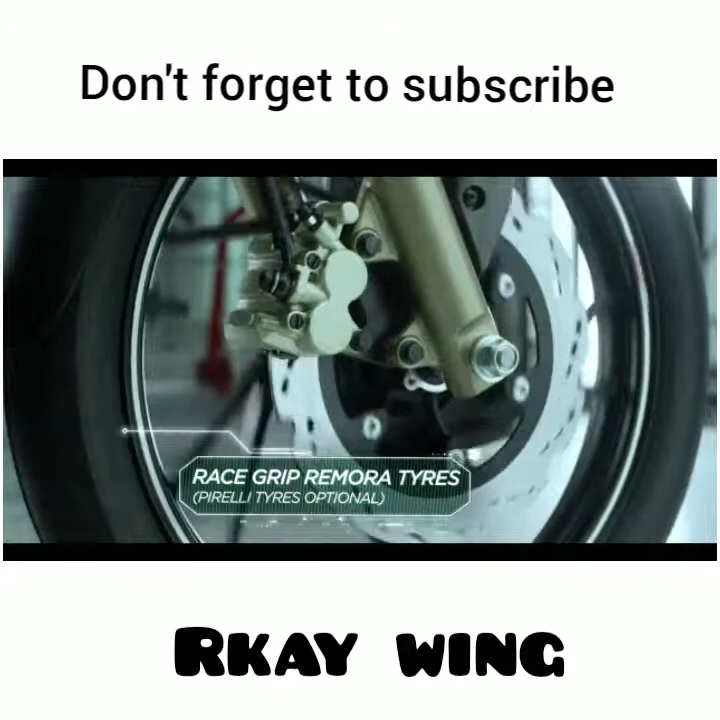 Don't forget to subscribe
RACE GRIP REMORA TYRES
(PIRELLI TYRES OPTIONAL)
RKAY WING